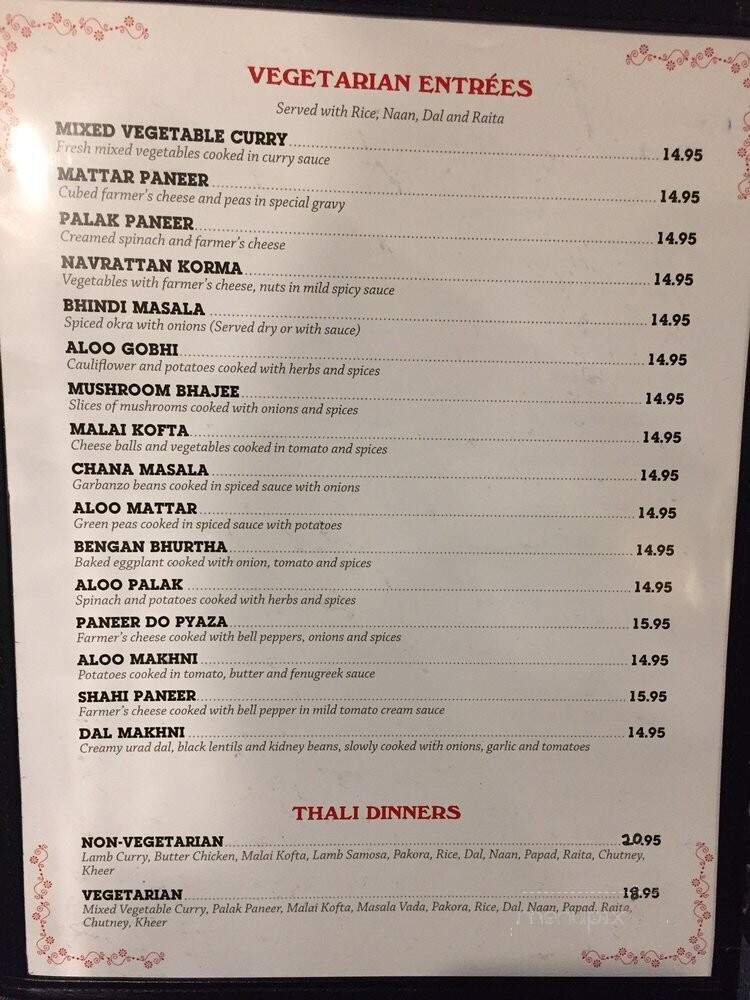 VEGETARIAN ENTRÉES
Served with Rice, Naan, Dal and Raita
MIXED VEGETABLE CURRY 14.95
Fresh mixed vegetables cooked in curry sauce
MATTAR PANEER 14.95
Cubed farmer's cheese and peas in special gravy
PALAK PANEER 14.95
Creamed spinach and farmer's cheese
NAVRATTAN KORMA 14.95
Vegetables with farmer's cheese, nuts in mild spicy sauce
BHINDI MASALA 14.95
Spiced okra with onions (Served dry or with sauce)
ALOO GOBHI 14.95
Cauliflower and potatoes cooked with herbs and spices
MUSHROOM BHAJEE 14.95
Slices of mushrooms cooked with onions and spices
MALAI KOFTA 14.95
Cheese balls and vegetables cooked in tomato and spices
CHANA MASALA 14.95
Garbanzo beans cooked in spiced sauce with onions
ALOO MATTAR 14.95
Green peas cooked in spiced sauce with potatoes
BENGAN BHURTHA 14.95
Baked eggplant cooked with onion, tomato and spices
ALOO PALAK 14.95
Spinach and potatoes cooked with herbs and spices
PANEER DO PYAZA 15.95
Farmer's cheese cooked with bell peppers, onions and spices
ALOO MAKHNI 14.95
Potatoes cooked in tomato, butter and fenugreek sauce
SHAHI PANEER 15.95
Farmer's cheese cooked with bell pepper in mild tomato cream sauce
DAL MAKHNI 14.95
Creamy urad dal, black lentils and kidney beans, slowly cooked with onions, garlic and tomatoes
THALI DINNERS
NON-VEGETARIAN 20.95
Lamb Curry, Butter Chicken, Malai Kofta, Lamb Samosa, Pakora, Rice, Dal, Naan, Papad, Raita, Chutney,
Kheer
VEGETARIAN 18.95
Mixed Vegetable Curry, Palak Paneer, Malai Kofta, Masala Vada, Pakora, Rice, Dal, Naan, Papad, Raita,
Chutney, Kheer